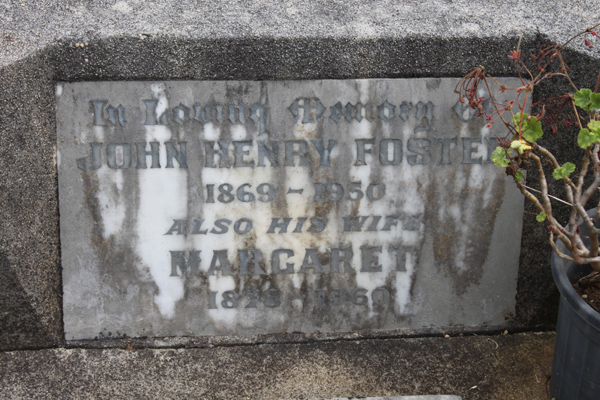 In Loving Memory of
JOHN HENRY FOSTER
1869 - 1950
ALSO HIS WIFE
MARGARET